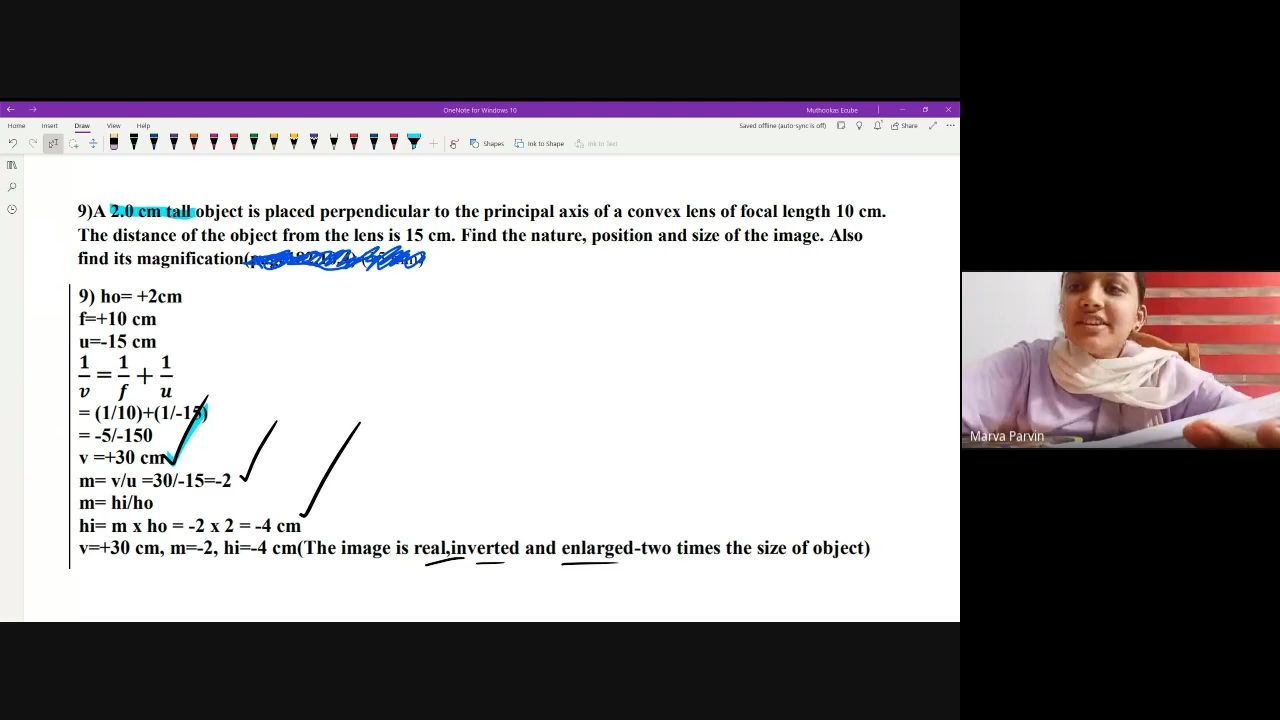 OneNote for Windows 10
Muthookas Ecube
Home Insert Draw View Help
Saved offline (auto-sync is off) Share
Shapes Ink to Shape Ink to Text
9)A 2.0 cm tall object is placed perpendicular to the principal axis of a convex lens of focal length 10 cm.
The distance of the object from the lens is 15 cm. Find the nature, position and size of the image. Also
find its magnification
9) ho= +2cm
f=+10 cm
u=-15 cm
1/v = 1/f + 1/u
= (1/10)+(1/-15)
= -5/-150
v =+30 cm
m= v/u =30/-15=-2
m= hi/ho
hi= m x ho = -2 x 2 = -4 cm
v=+30 cm, m=-2, hi=-4 cm(The image is real,inverted and enlarged-two times the size of object)
Marva Parvin